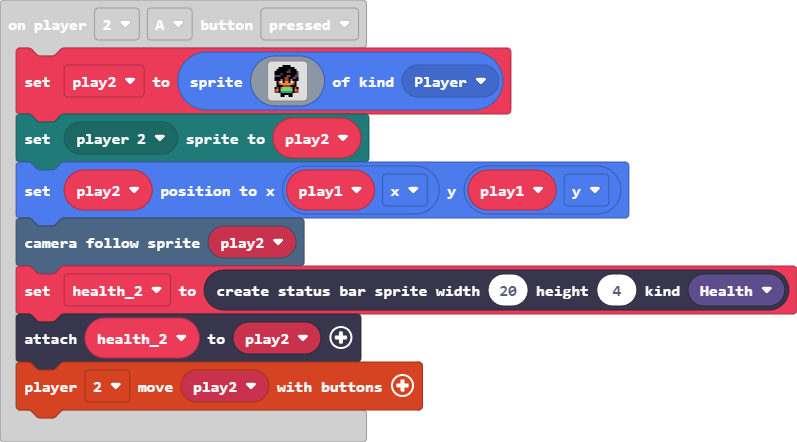 on player 2 A button pressed
set play2 to sprite of kind Player
set player 2 sprite to play2
set play2 position to x play1 x y play1 y
camera follow sprite play2
set health_2 to create status bar sprite width 20 height 4 kind Health
attach health_2 to play2
player 2 move play2 with buttons